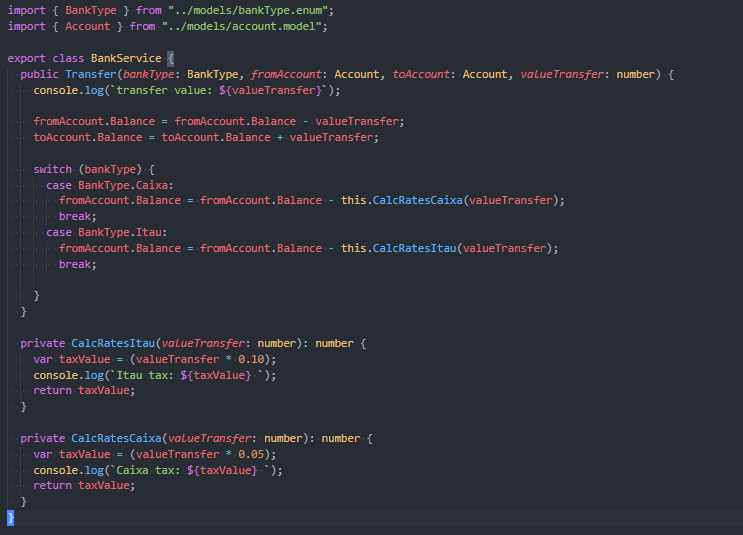 import { BankType } from "../models/bankType.enum";
import { Account } from "../models/account.model";

export class BankService {
  public Transfer(bankType: BankType, fromAccount: Account, toAccount: Account, valueTransfer: number) {
    console.log(`transfer value: ${valueTransfer}`);

    fromAccount.Balance = fromAccount.Balance - valueTransfer;
    toAccount.Balance = toAccount.Balance + valueTransfer;

    switch (bankType) {
      case BankType.Caixa:
        fromAccount.Balance = fromAccount.Balance - this.CalcRatesCaixa(valueTransfer);
        break;
      case BankType.Itau:
        fromAccount.Balance = fromAccount.Balance - this.CalcRatesItau(valueTransfer);
        break;

    }
  }

  private CalcRatesItau(valueTransfer: number): number {
    var taxValue = (valueTransfer * 0.10);
    console.log(`Itau tax: ${taxValue} `);
    return taxValue;
  }

  private CalcRatesCaixa(valueTransfer: number): number {
    var taxValue = (valueTransfer * 0.05);
    console.log(`Caixa tax: ${taxValue} `);
    return taxValue;
  }
}